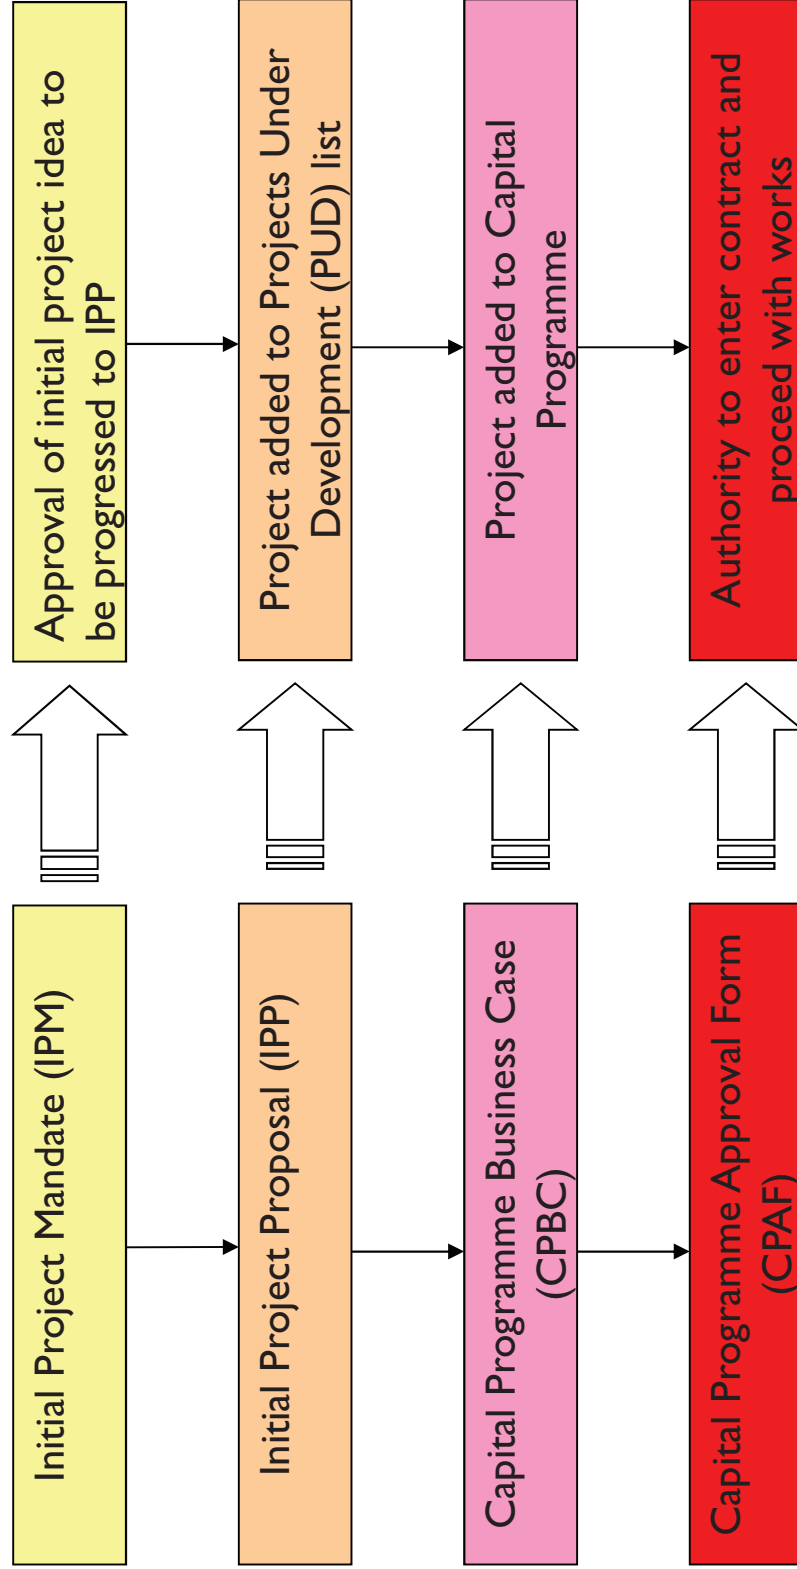 Initial Project Mandate (IPM)
Approval of initial project idea to
be progressed to IPP
Initial Project Proposal (IPP)
Project added to Projects Under
Development (PUD) list
Capital Programme Business Case
(CPBC)
Project added to Capital
Programme
Capital Programme Approval Form
(CPAF)
Authority to enter contract and
proceed with works